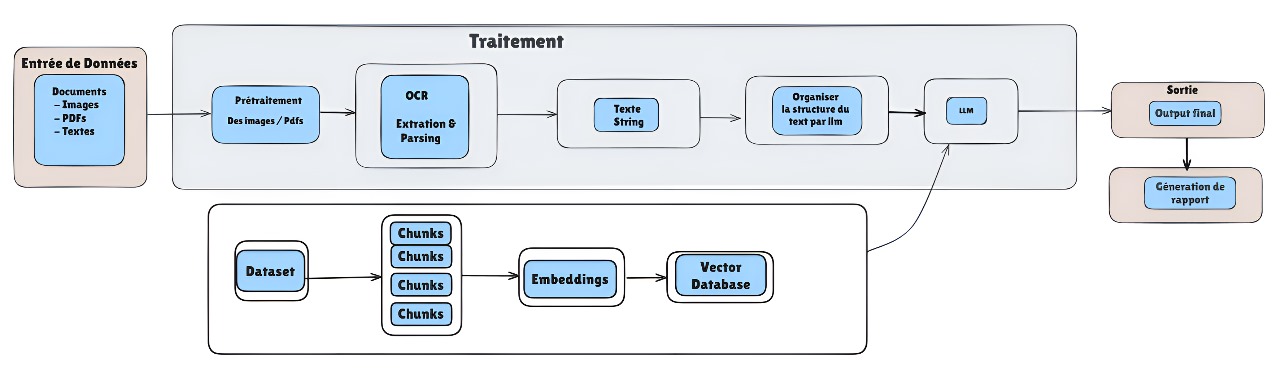 Traitement
Entrée de Données
Documents
– Images
– PDFs
– Textes
Prétraitement
Des images / Pdfs
OCR
Extration &
Parsing
Texte
String
Organiser
la structure du
text par llm
LLM
Sortie
Output final
Géneration de
rapport
Dataset
Chunks
Chunks
Chunks
Chunks
Embeddings
Vector
Database